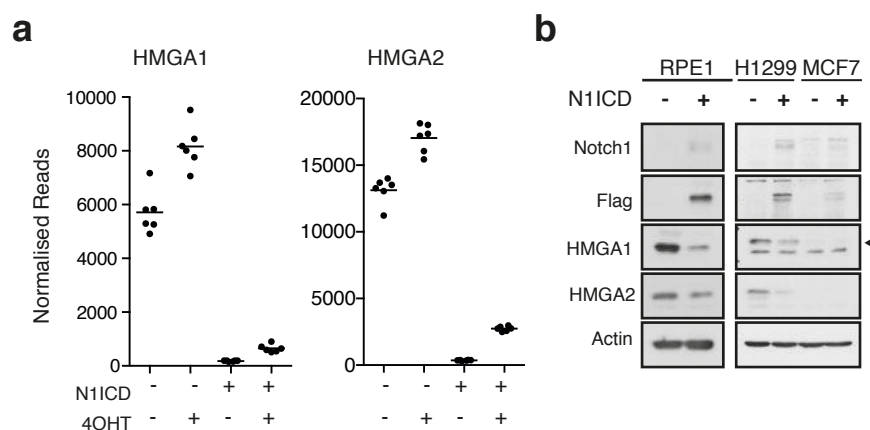 a
HMGA1
HMGA2
Normalised Reads
10000
8000
6000
4000
2000
0
20000
15000
10000
5000
0
N1ICD - - + + - - + +
4OHT - + - + - + - +
b
RPE1 H1299 MCF7
N1ICD - + - + - +
Notch1
Flag
HMGA1
HMGA2
Actin